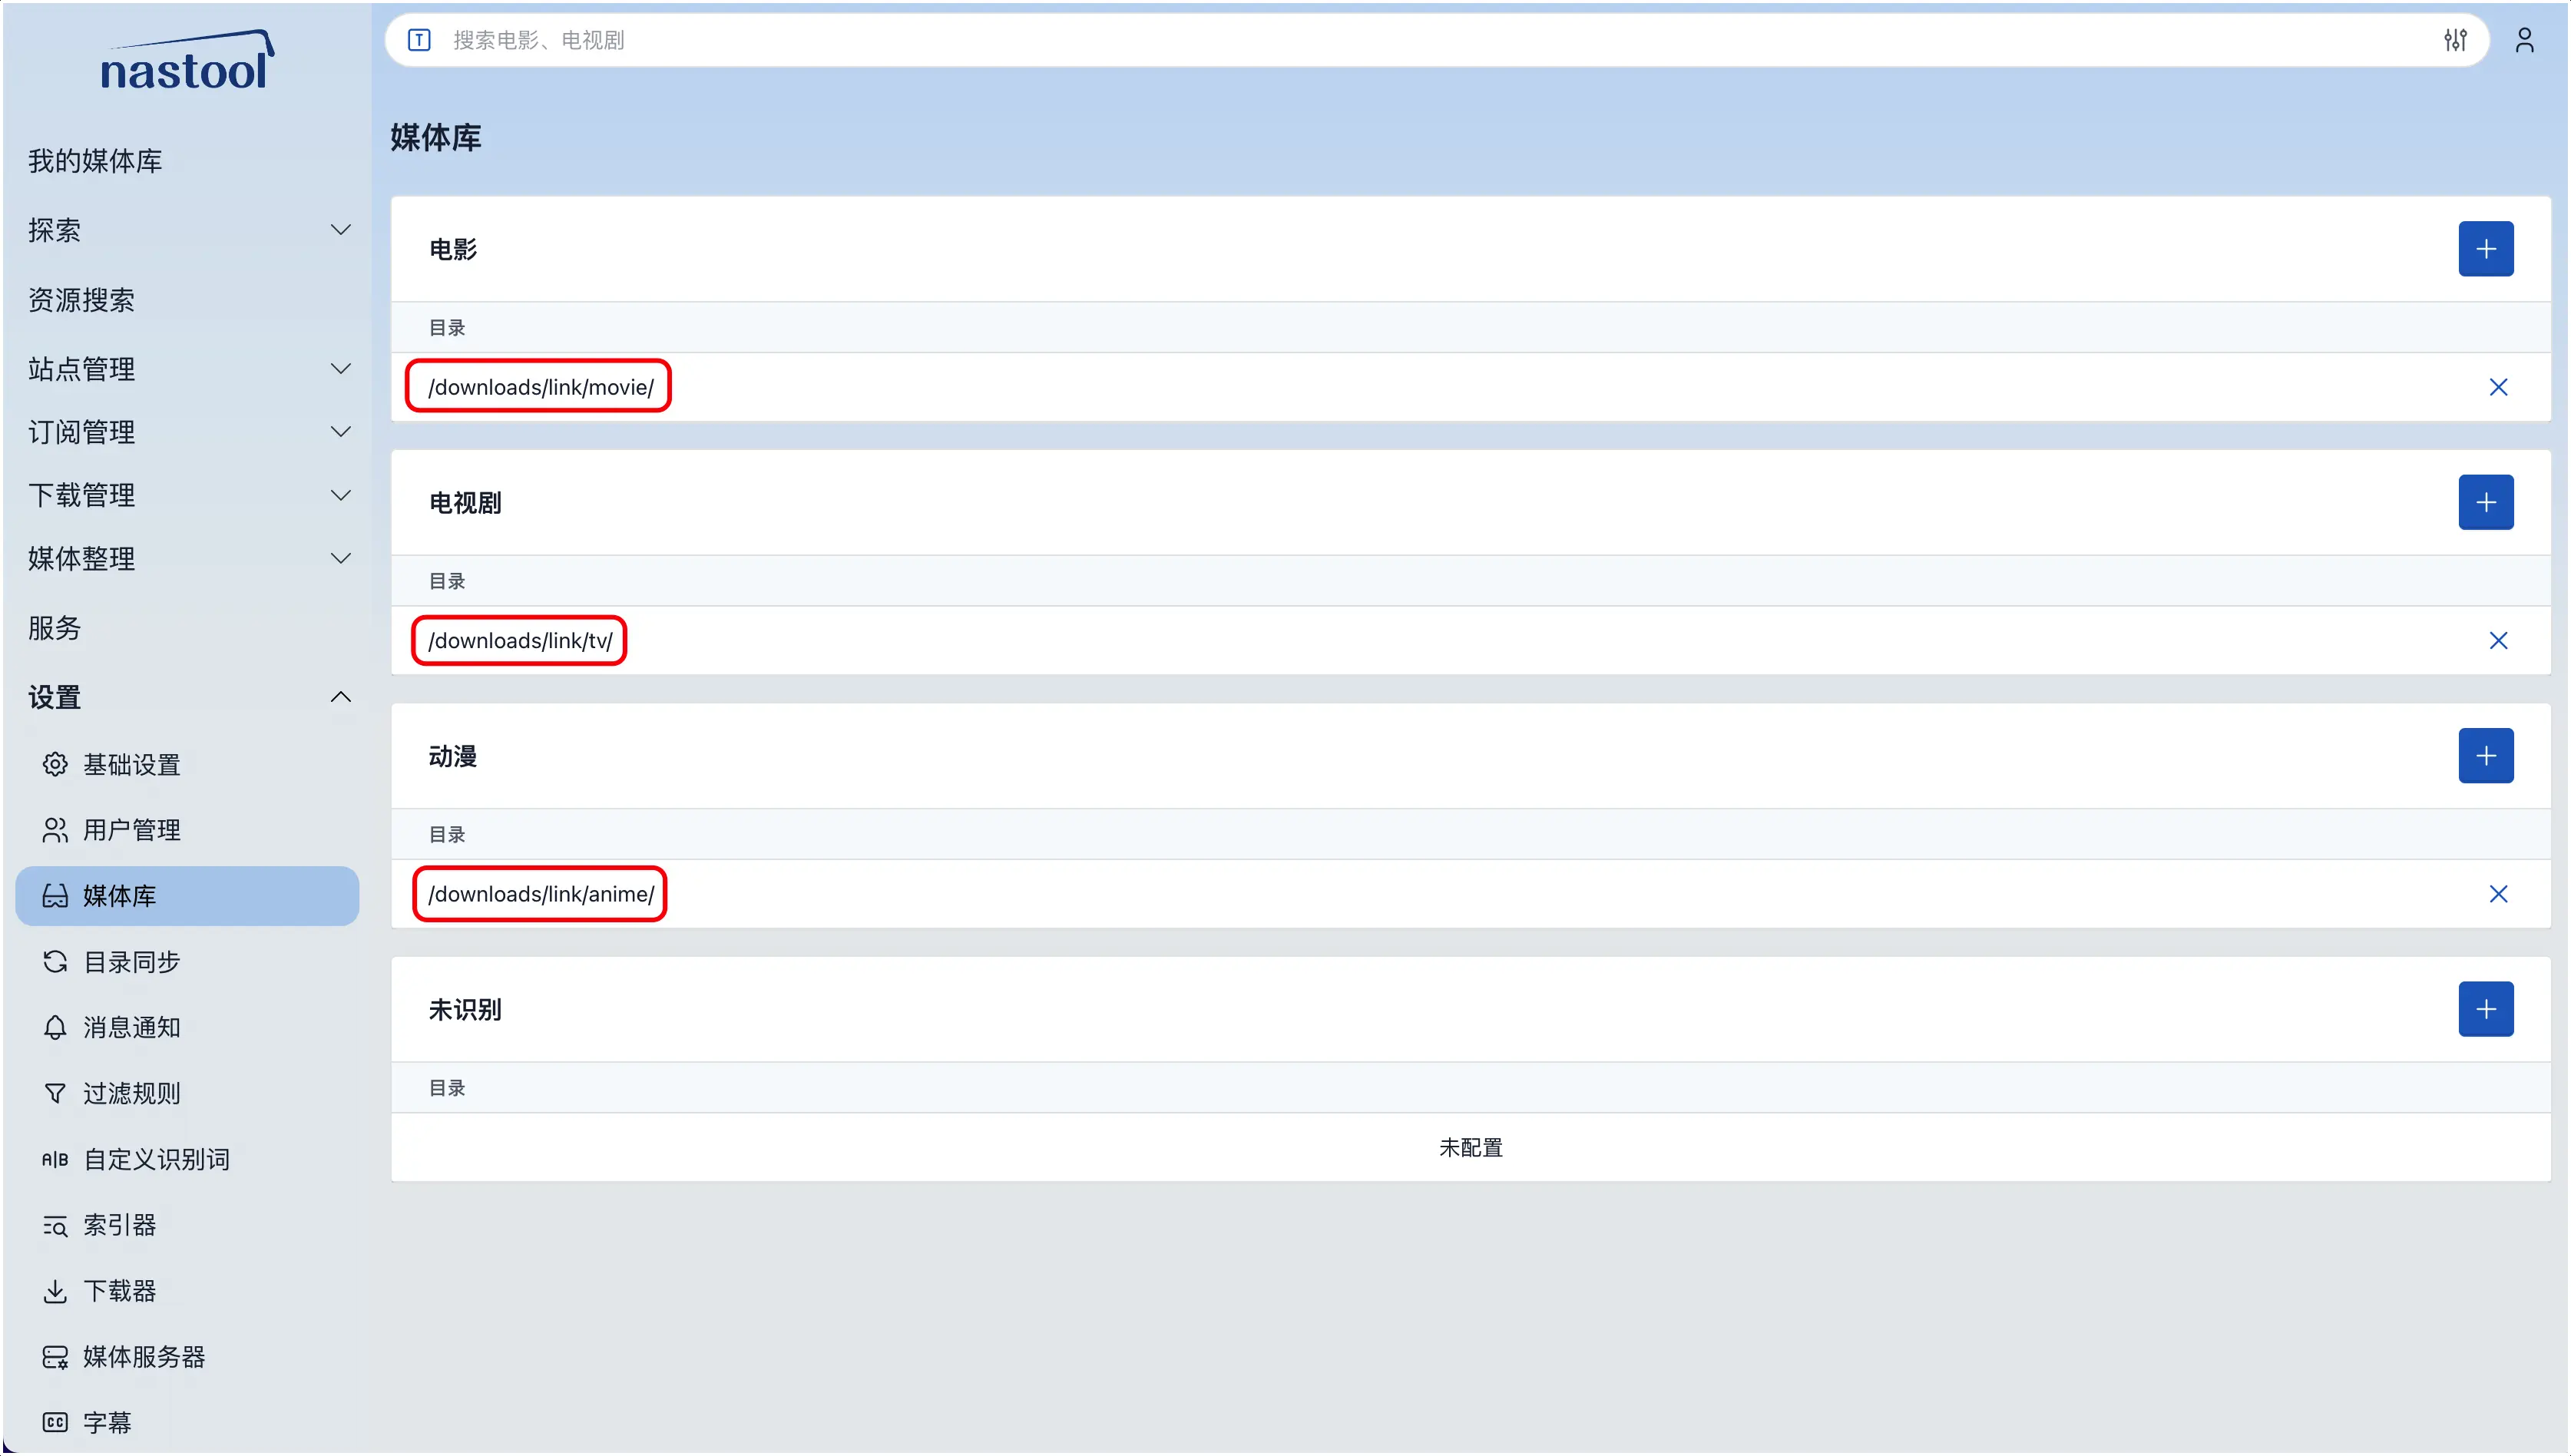 nastool
搜索电影、电视剧
我的媒体库
探索
资源搜索
站点管理
订阅管理
下载管理
媒体整理
服务
设置
基础设置
用户管理
媒体库
目录同步
消息通知
过滤规则
A|B 自定义识别词
索引器
下载器
媒体服务器
CC 字幕
媒体库
电影
目录
/downloads/link/movie/
电视剧
目录
/downloads/link/tv/
动漫
目录
/downloads/link/anime/
未识别
目录
未配置